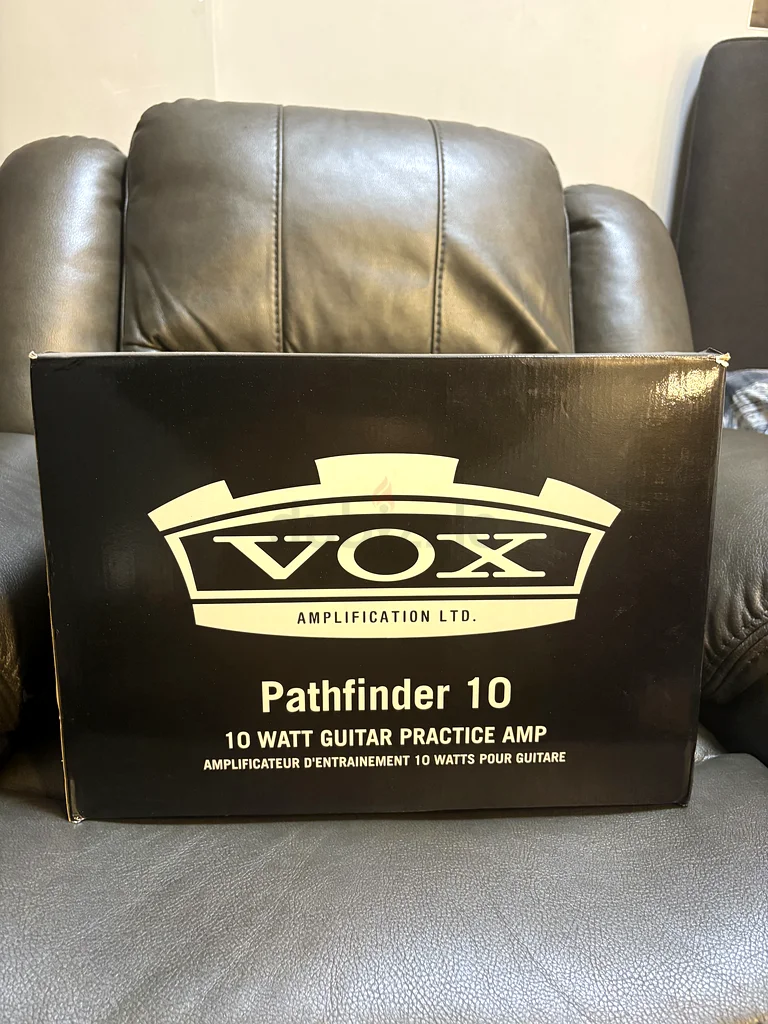 VOX
AMPLIFICATION LTD.
Pathfinder 10
10 WATT GUITAR PRACTICE AMP
AMPLIFICATEUR D'ENTRAINEMENT 10 WATTS POUR GUITARE